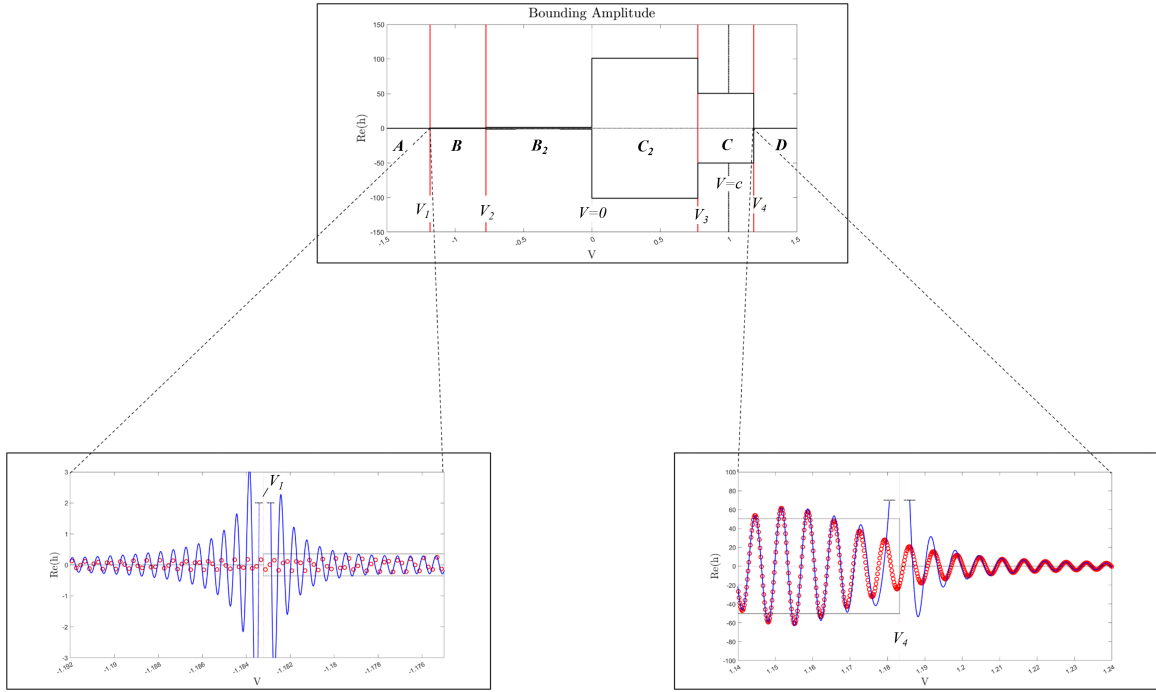 Bounding Amplitude
150
100
50
0
-50
-100
-150
Re(h)
A
B
B2
C2
C
D
V1
V2
V=0
V3
V=c
V4
-1.5
-1
-0.5
0
0.5
1
1.5
V
3
2
1
0
-1
-2
-3
Re(h)
V1
-1.192
-1.19
-1.188
-1.186
-1.184
-1.182
-1.18
-1.178
-1.176
V
100
80
60
40
20
0
-20
-40
-60
-80
-100
Re(h)
V4
1.14
1.15
1.16
1.17
1.18
1.19
1.2
1.21
1.22
1.23
1.24
V